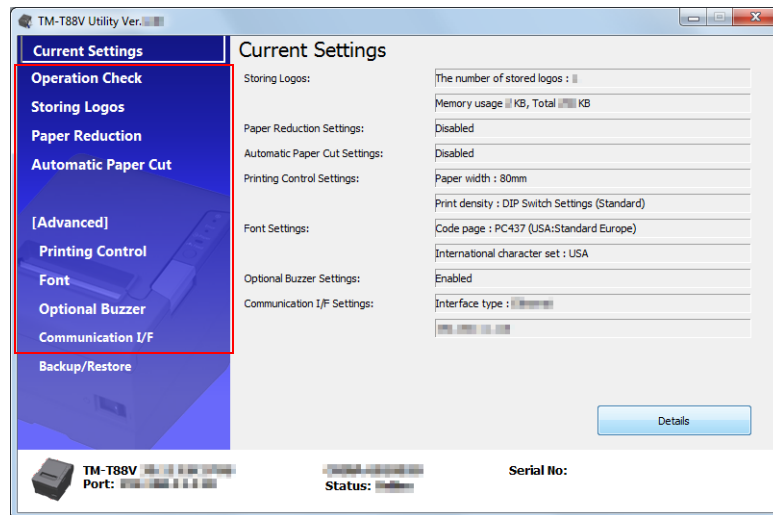 TM-T88V Utility Ver.
Current Settings
Operation Check
Storing Logos
Paper Reduction
Automatic Paper Cut
[Advanced]
Printing Control
Font
Optional Buzzer
Communication I/F
Backup/Restore
Current Settings
Storing Logos: The number of stored logos :
Memory usage KB, Total KB
Paper Reduction Settings: Disabled
Automatic Paper Cut Settings: Disabled
Printing Control Settings: Paper width : 80mm
Print density : DIP Switch Settings (Standard)
Font Settings: Code page : PC437 (USA:Standard Europe)
International character set : USA
Optional Buzzer Settings: Enabled
Communication I/F Settings: Interface type :
Details
TM-T88V
Port:
Status:
Serial No: